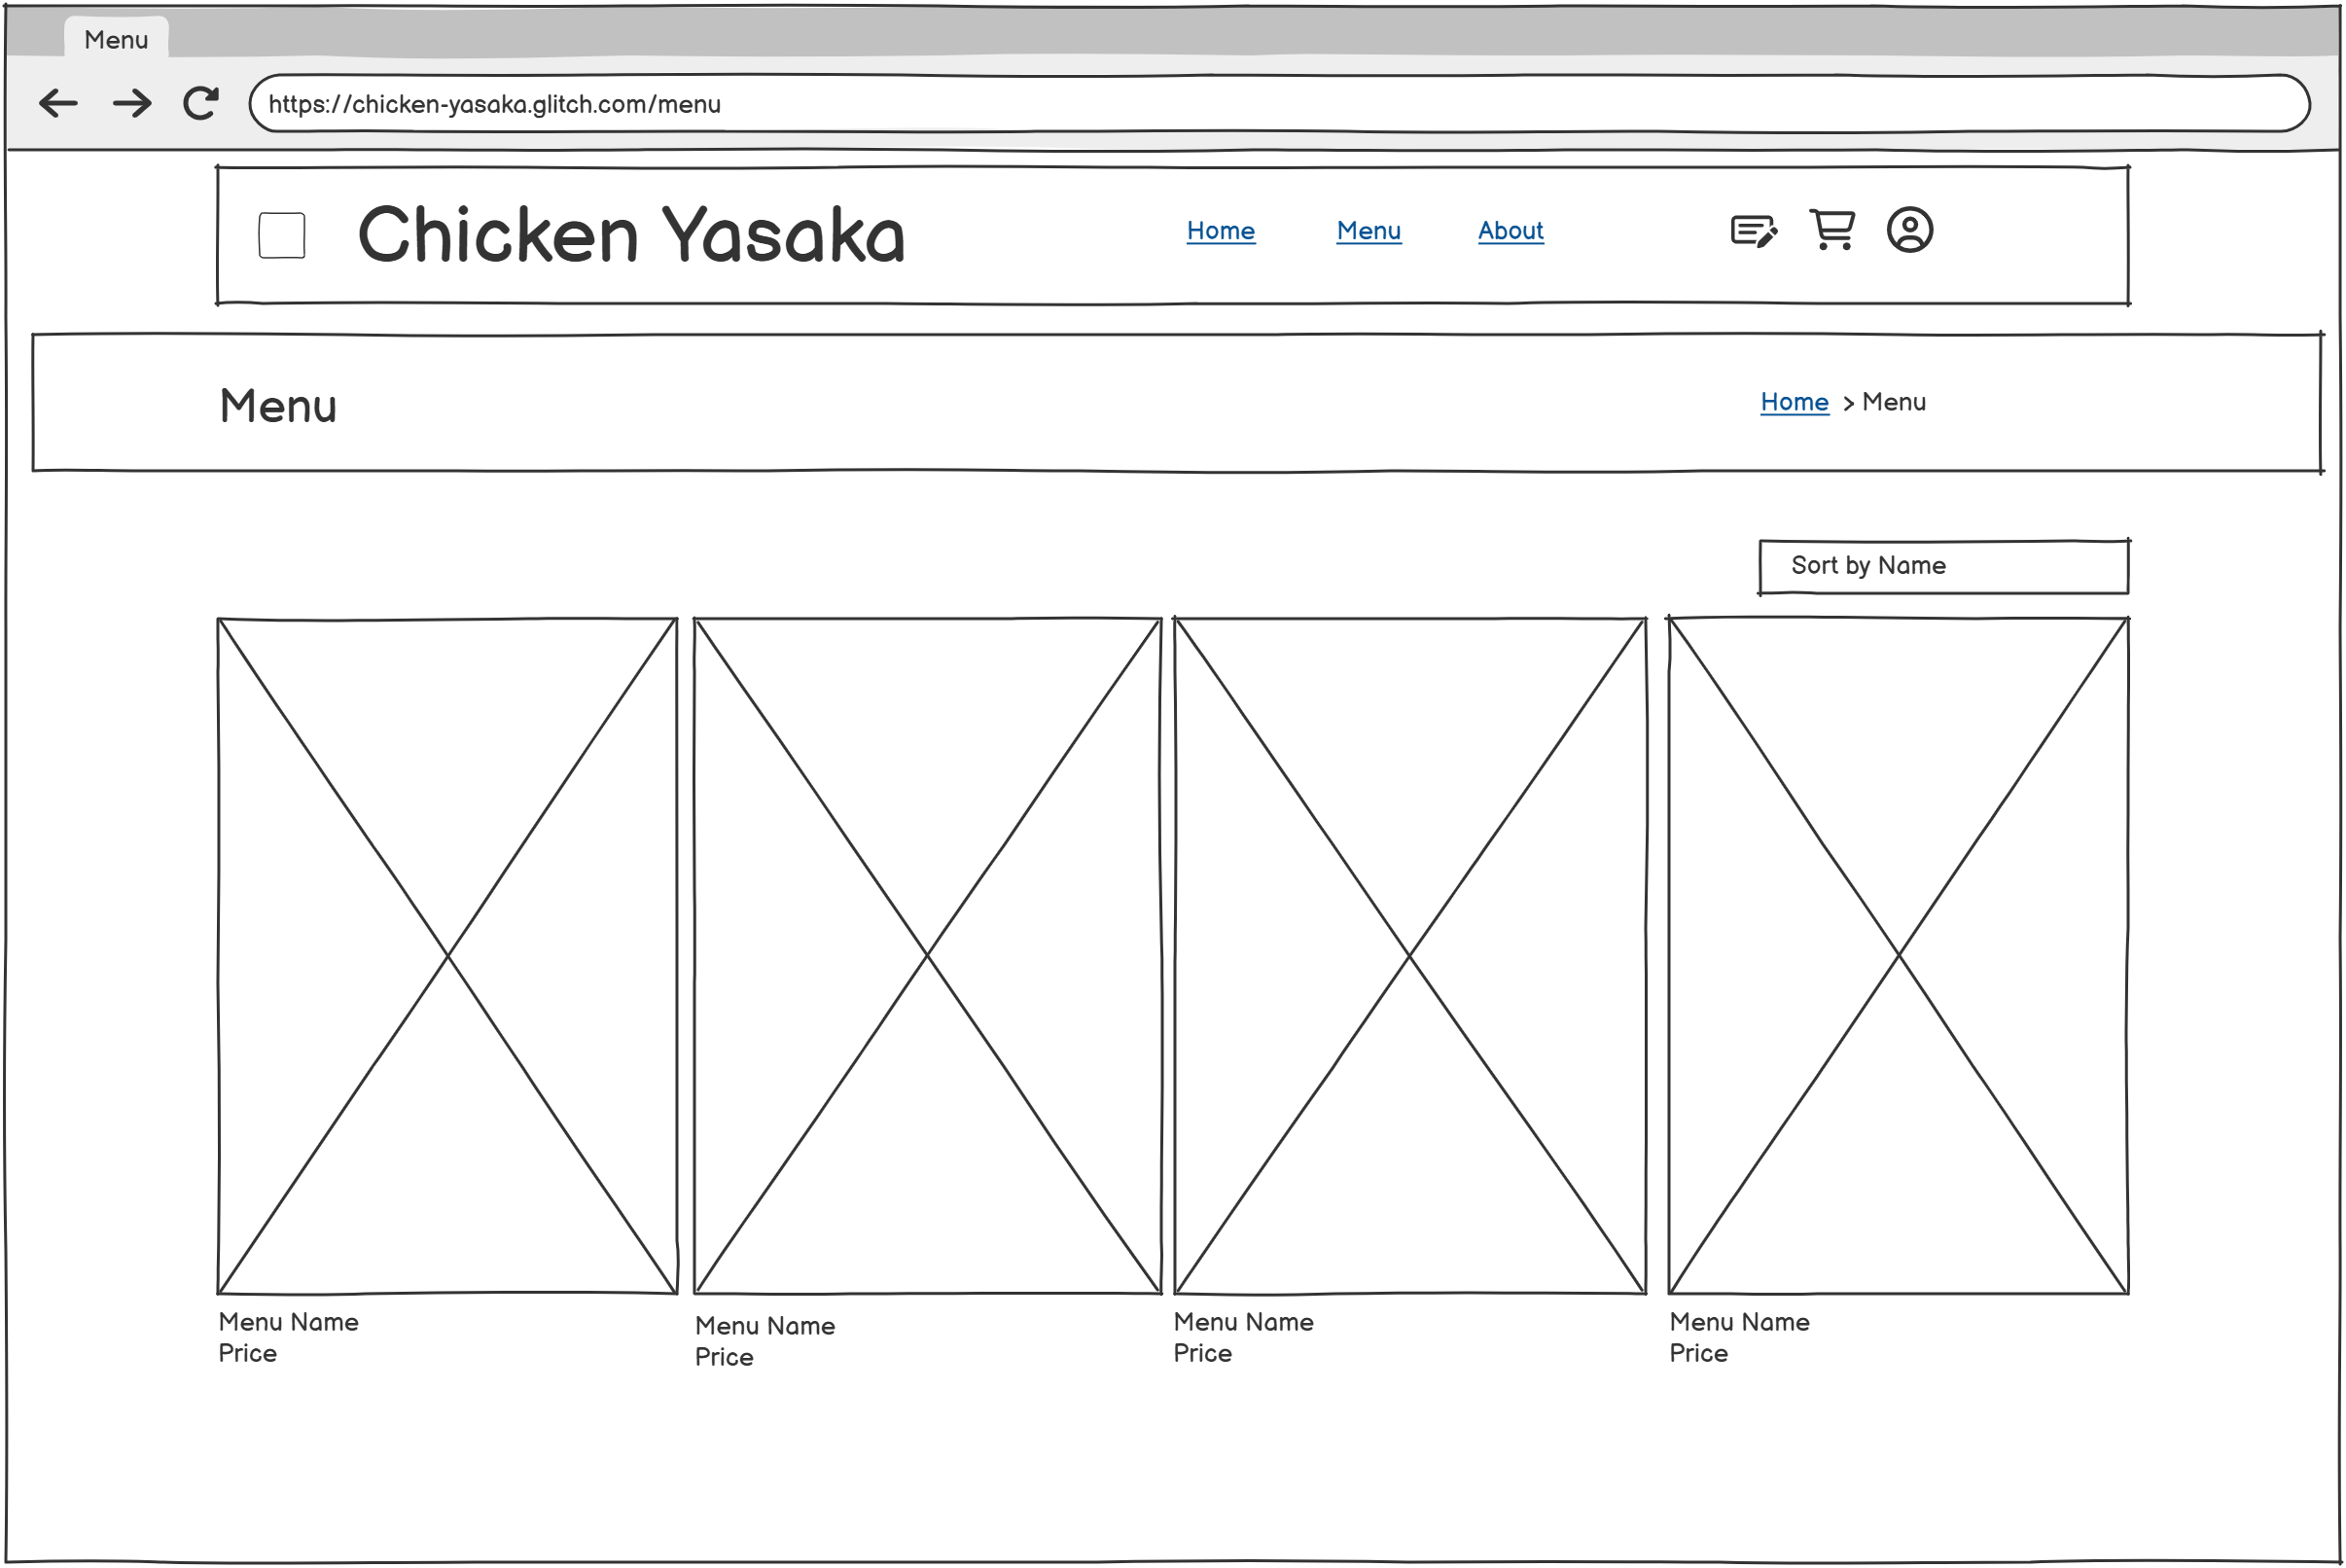 Menu
https://chicken-yasaka.glitch.com/menu
Chicken Yasaka
Home
Menu
About
Menu
Home > Menu
Sort by Name
Menu Name
Price
Menu Name
Price
Menu Name
Price
Menu Name
Price